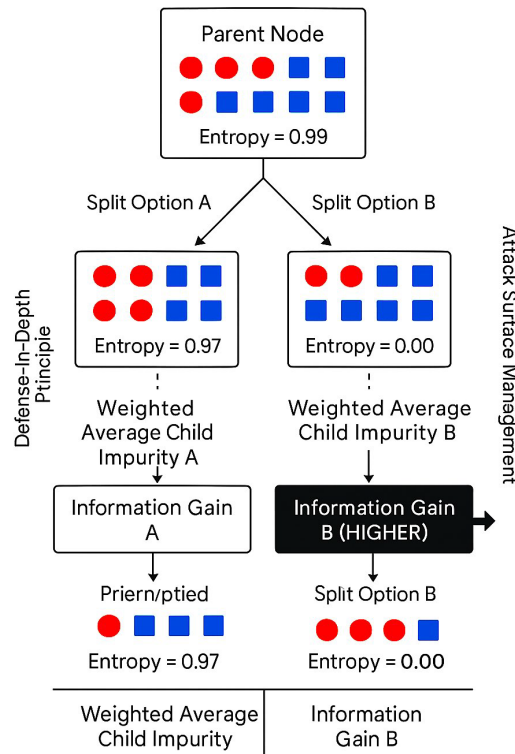 Parent Node
Entropy = 0.99
Split Option A
Split Option B
Entropy = 0.97
Entropy = 0.00
Defense-In-Depth
Ptincipie
Attack Surtace Management
Weighted
Average Child
Impurity A
Weighted Average
Child Impurity B
Information Gain
A
Information Gain
B (HIGHER)
Priern/ptied
Split Option B
Entropy = 0.97
Entropy = 0.00
Weighted Average
Child Impurity
Information
Gain B